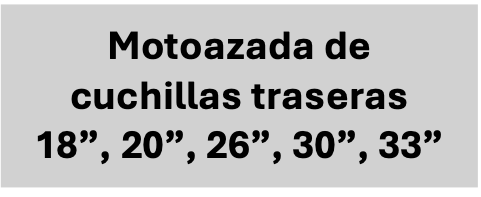 Motoazada de
cuchillas traseras
18”, 20”, 26”, 30”, 33”